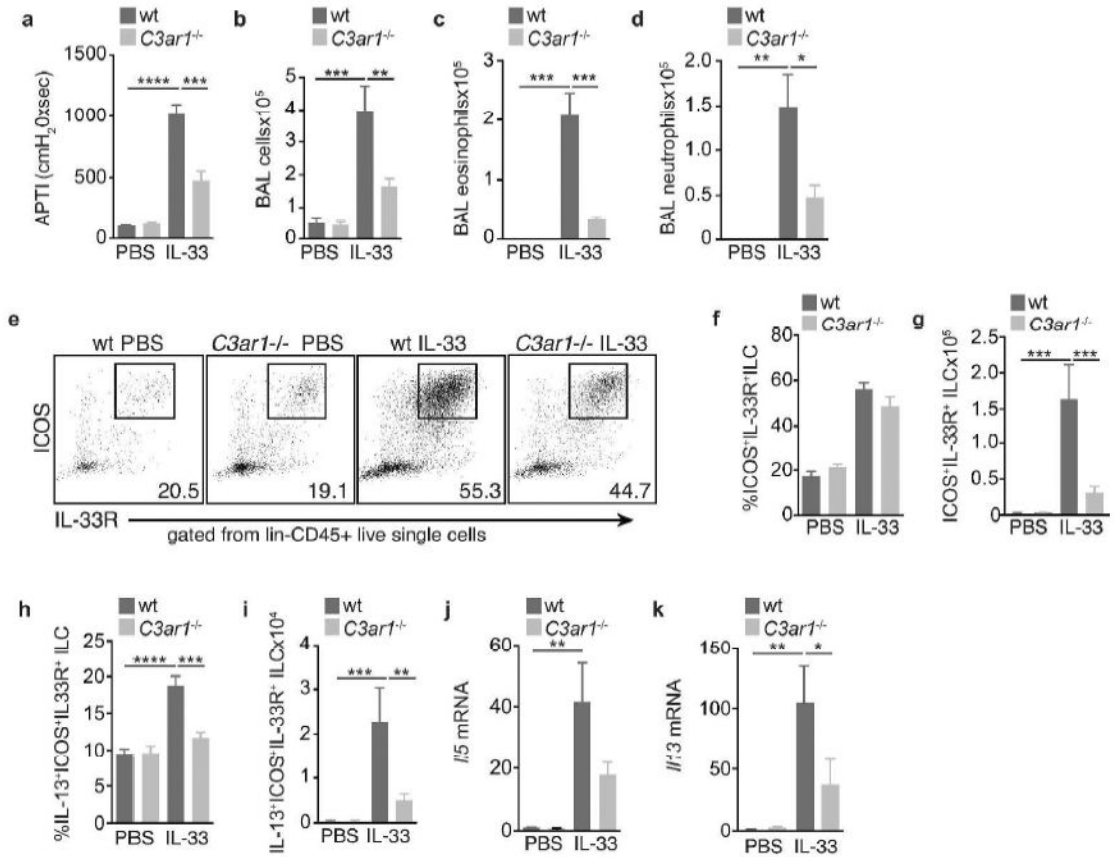 a
wt
C3ar1-/-
APTI (cmH20xsec)
1500
1000
500
0
**** ***
PBS IL-33
b
wt
C3ar1-/-
BAL cellsx10^5
5
4
3
2
1
0
*** **
PBS IL-33
c
wt
C3ar1-/-
BAL eosinophilsx10^5
3
2
1
0
*** ***
PBS IL-33
d
wt
C3ar1-/-
BAL neutrophilsx10^5
2.0
1.5
1.0
0.5
0
** *
PBS IL-33
e
wt PBS
C3ar1-/- PBS
wt IL-33
C3ar1-/- IL-33
ICOS
20.5
19.1
55.3
44.7
IL-33R
gated from lin-CD45+ live single cells
f
wt
C3ar1-/-
%ICOS+IL-33R+ILC
80
60
40
20
0
PBS IL-33
g
wt
C3ar1-/-
ICOS+IL-33R+ ILCx10^5
2.5
2.0
1.5
1.0
0.5
0
*** ***
PBS IL-33
h
wt
C3ar1-/-
%IL-13+ICOS+IL33R+ ILC
25
20
15
10
5
0
**** ***
PBS IL-33
i
wt
C3ar1-/-
IL-13+ICOS+IL-33R+ ILCx10^4
4
3
2
1
0
*** **
PBS IL-33
j
wt
C3ar1-/-
Il5 mRNA
60
40
20
0
**
PBS IL-33
k
wt
C3ar1-/-
Il13 mRNA
150
100
50
0
** *
PBS IL-33